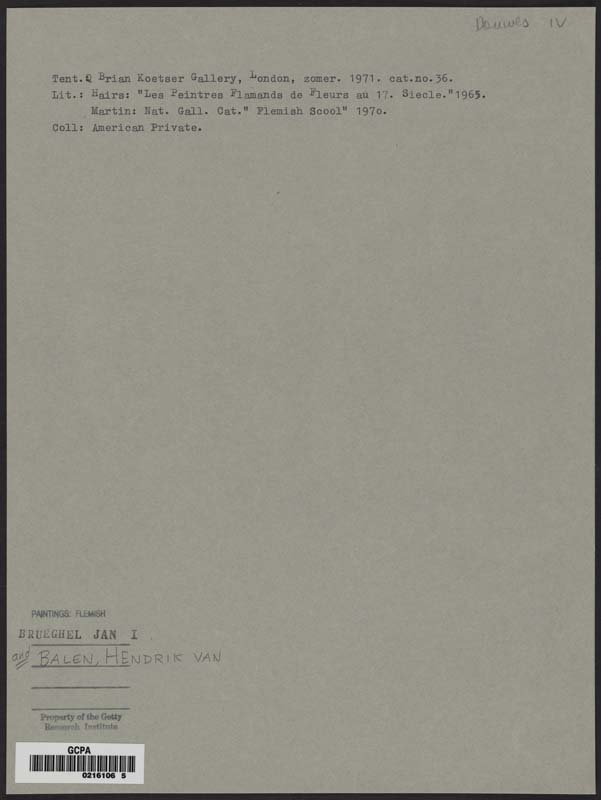 Douwes IV
Tent.Q Brian Koetser Gallery, London, zomer. 1971. cat.no.36.
Lit.: Hairs: "Les Peintres Flamands de Fleurs au 17. Siecle."1965.
Martin: Nat. Gall. Cat." Flemish Scool" 1970.
Coll: American Private.
PAINTINGS: FLEMISH
BRUEGHEL JAN I
and BALEN, HENDRIK VAN
Property of the Getty
Research Institute
GCPA
0216106 5